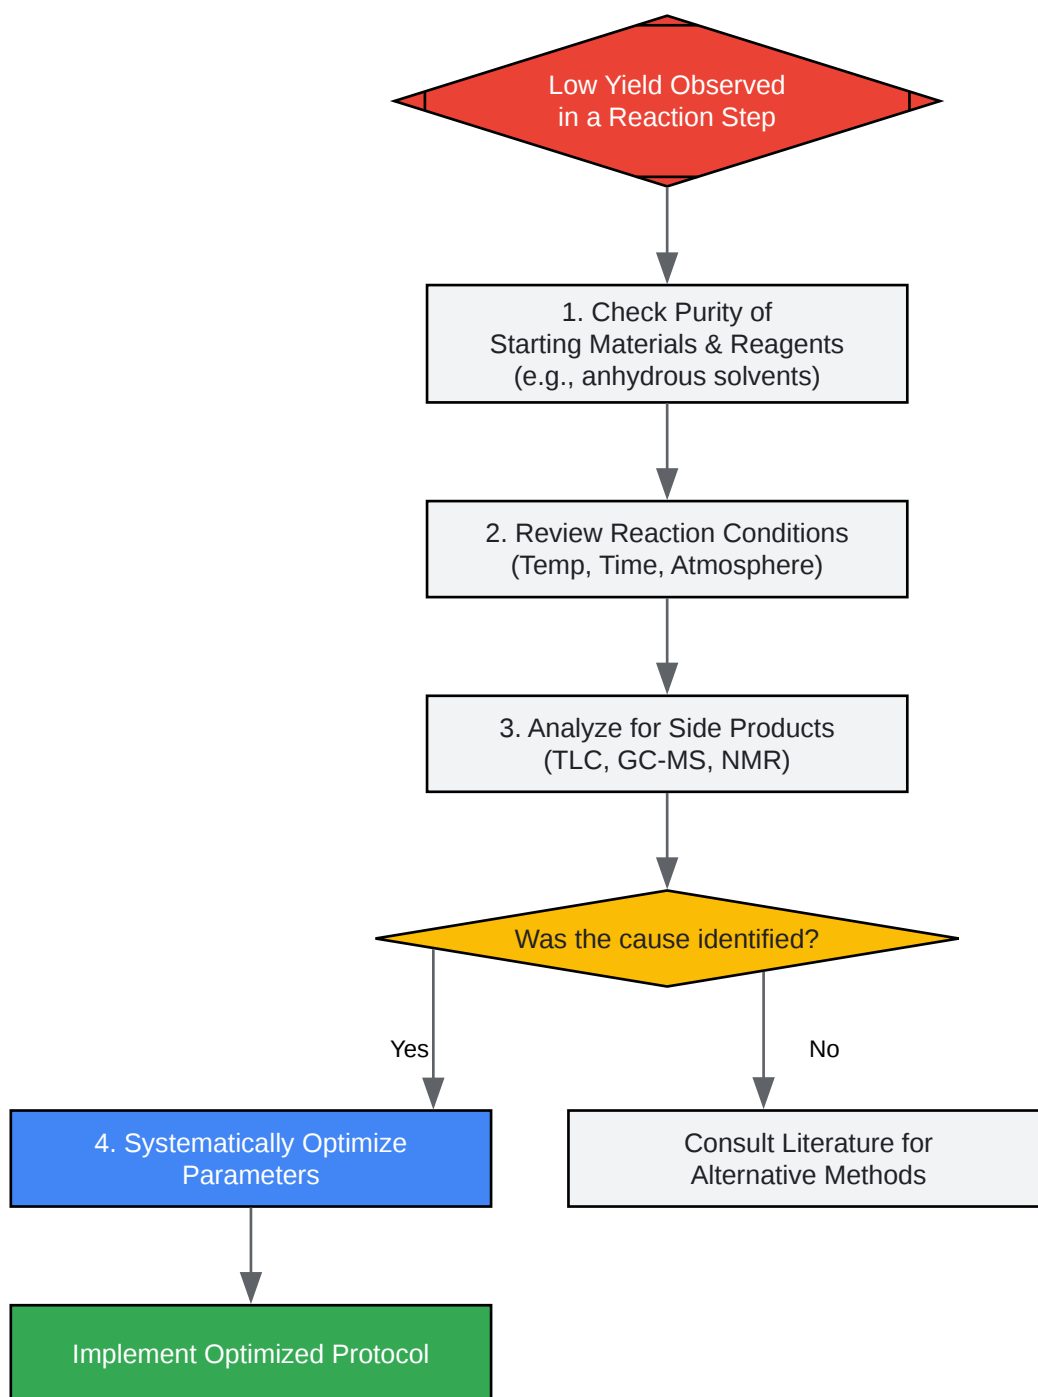 Low Yield Observed
in a Reaction Step
1. Check Purity of
Starting Materials & Reagents
(e.g., anhydrous solvents)
2. Review Reaction Conditions
(Temp, Time, Atmosphere)
3. Analyze for Side Products
(TLC, GC-MS, NMR)
Was the cause identified?
Yes
No
4. Systematically Optimize
Parameters
Consult Literature for
Alternative Methods
Implement Optimized Protocol